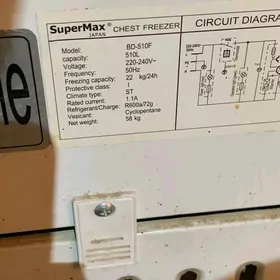 SuperMax
JAPAN
CHEST FREEZER
Model: BD-510F
capacity: 510L
Voltage: 220-240V~
Frequency: 50Hz
Freezing capacity: 22 kg/24h
Protective class: I
Climate type: ST
Rated current: 1.1A
Refrigerant/Charge: R600a/72g
Vesicant: Cyclopentane
Net weight: 58 kg
CIRCUIT DIAGRA
220-240V~